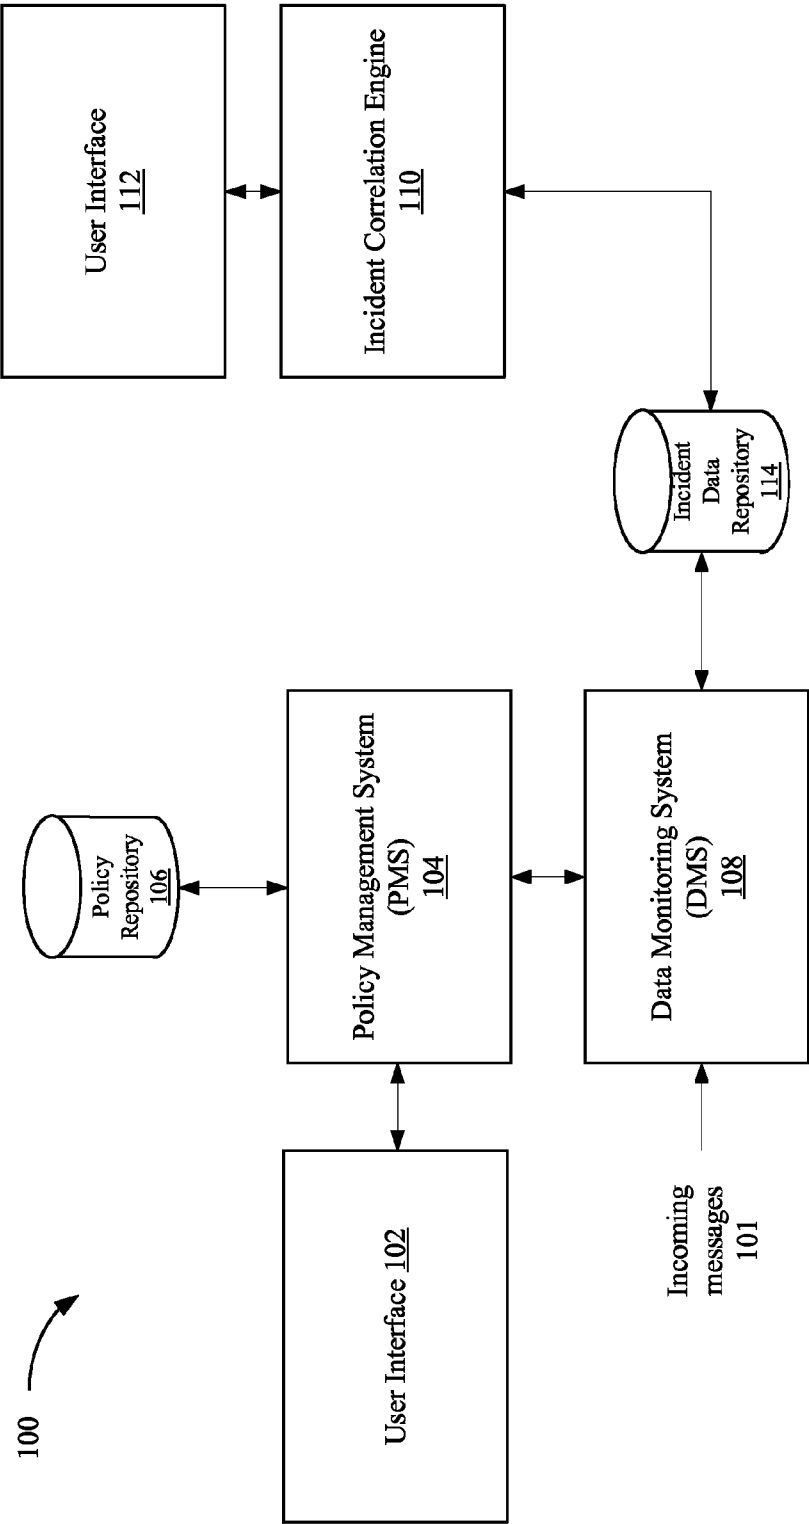 100
Policy
Repository
106
User Interface
112
User Interface 102
Policy Management System
(PMS)
104
Incident Correlation Engine
110
Incoming
messages
101
Data Monitoring System
(DMS)
108
Incident
Data
Repository
114